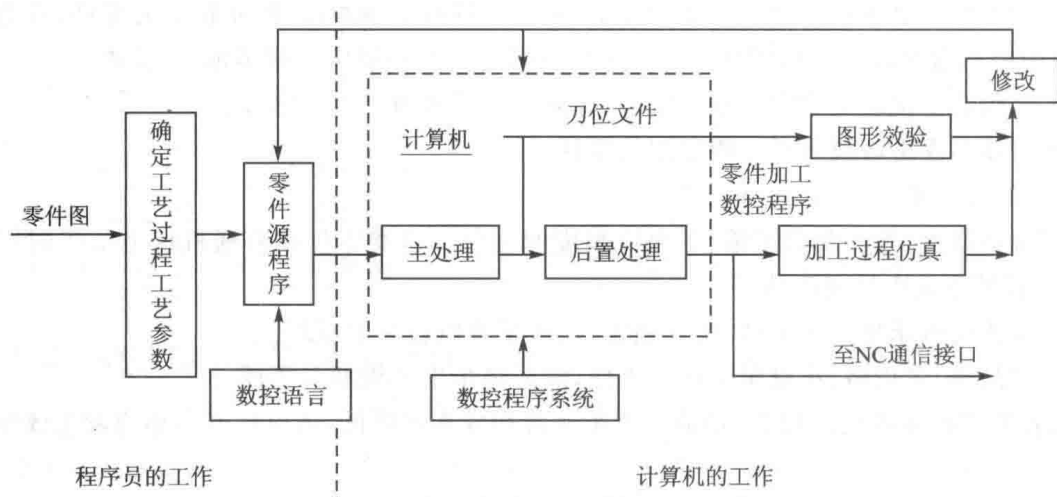 修改
刀位文件
计算机
图形效验
零件图
确定工艺过程工艺参数
零件源程序
零件加工
数控程序
主处理
后置处理
加工过程仿真
至NC通信接口
数控语言
数控程序系统
程序员的工作
计算机的工作